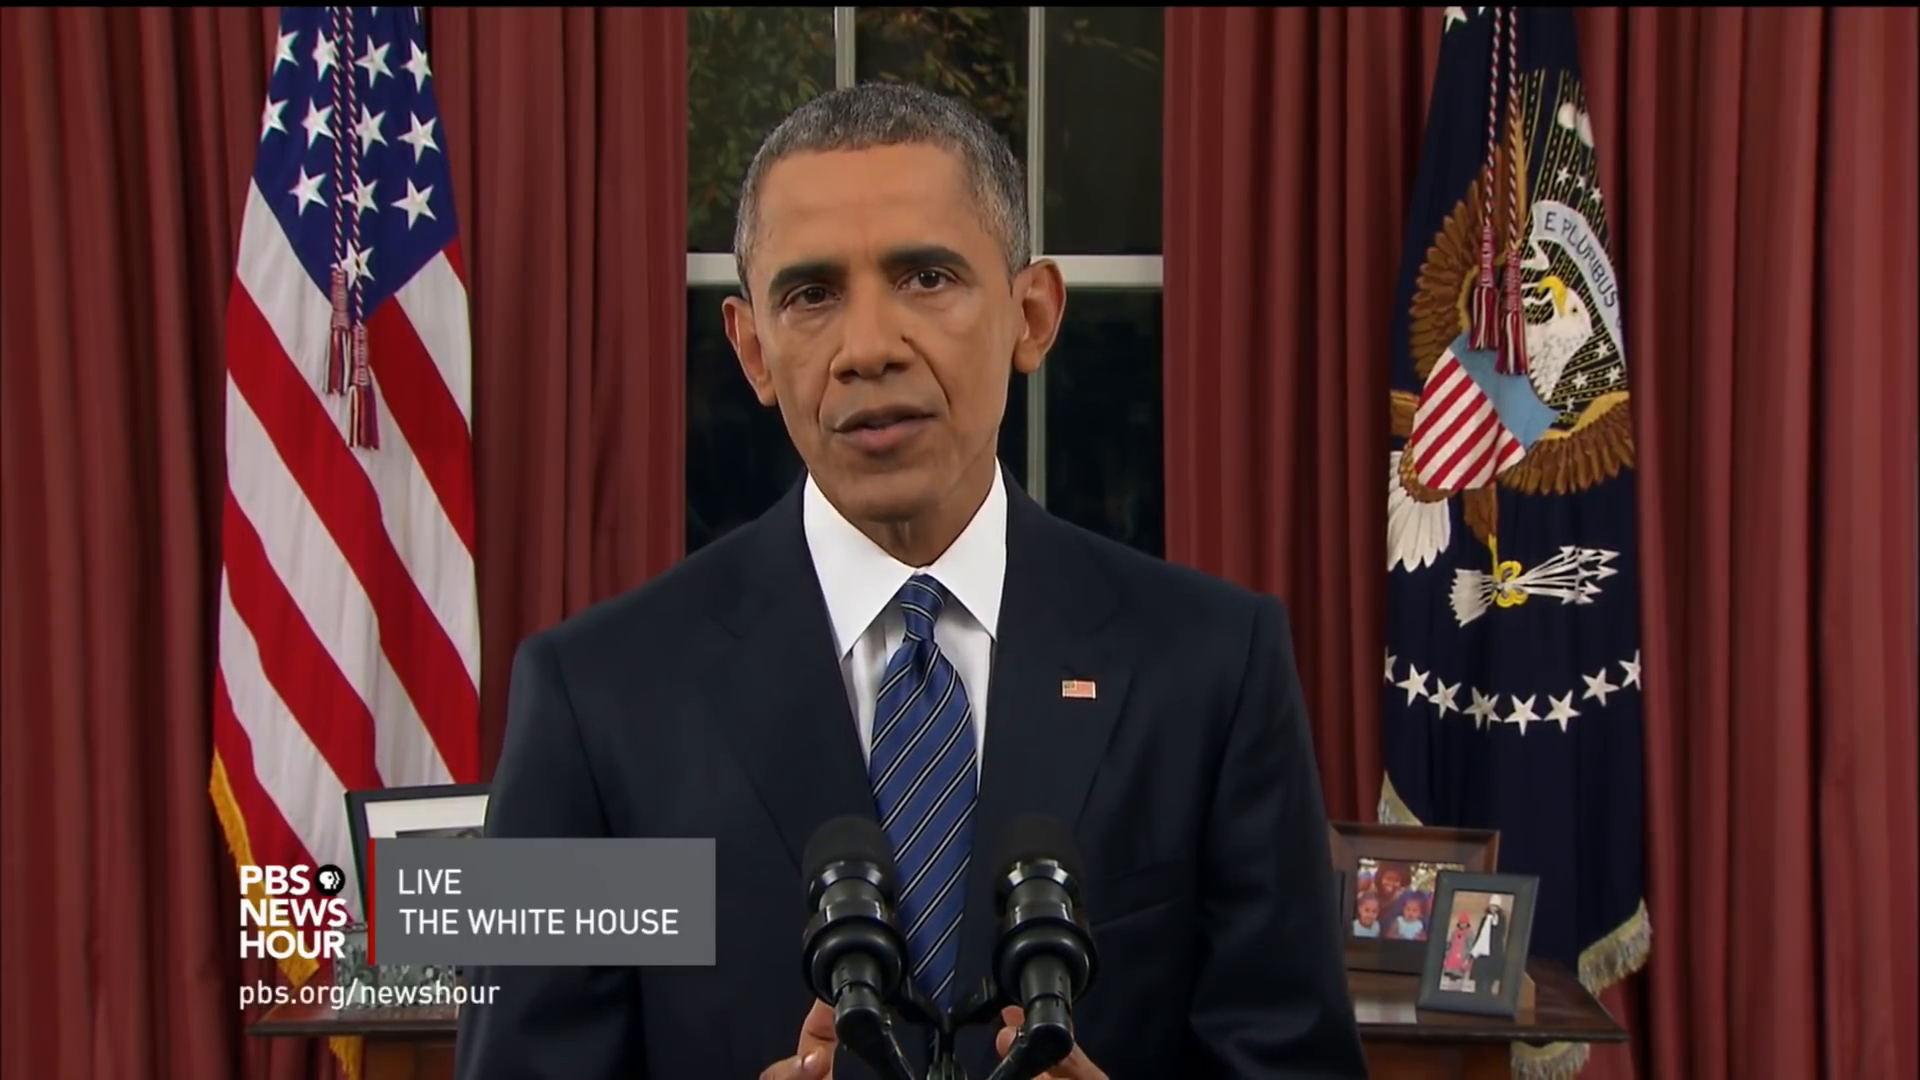 E PLURIBUS
PBS
NEWS
HOUR
LIVE
THE WHITE HOUSE
pbs.org/newshour